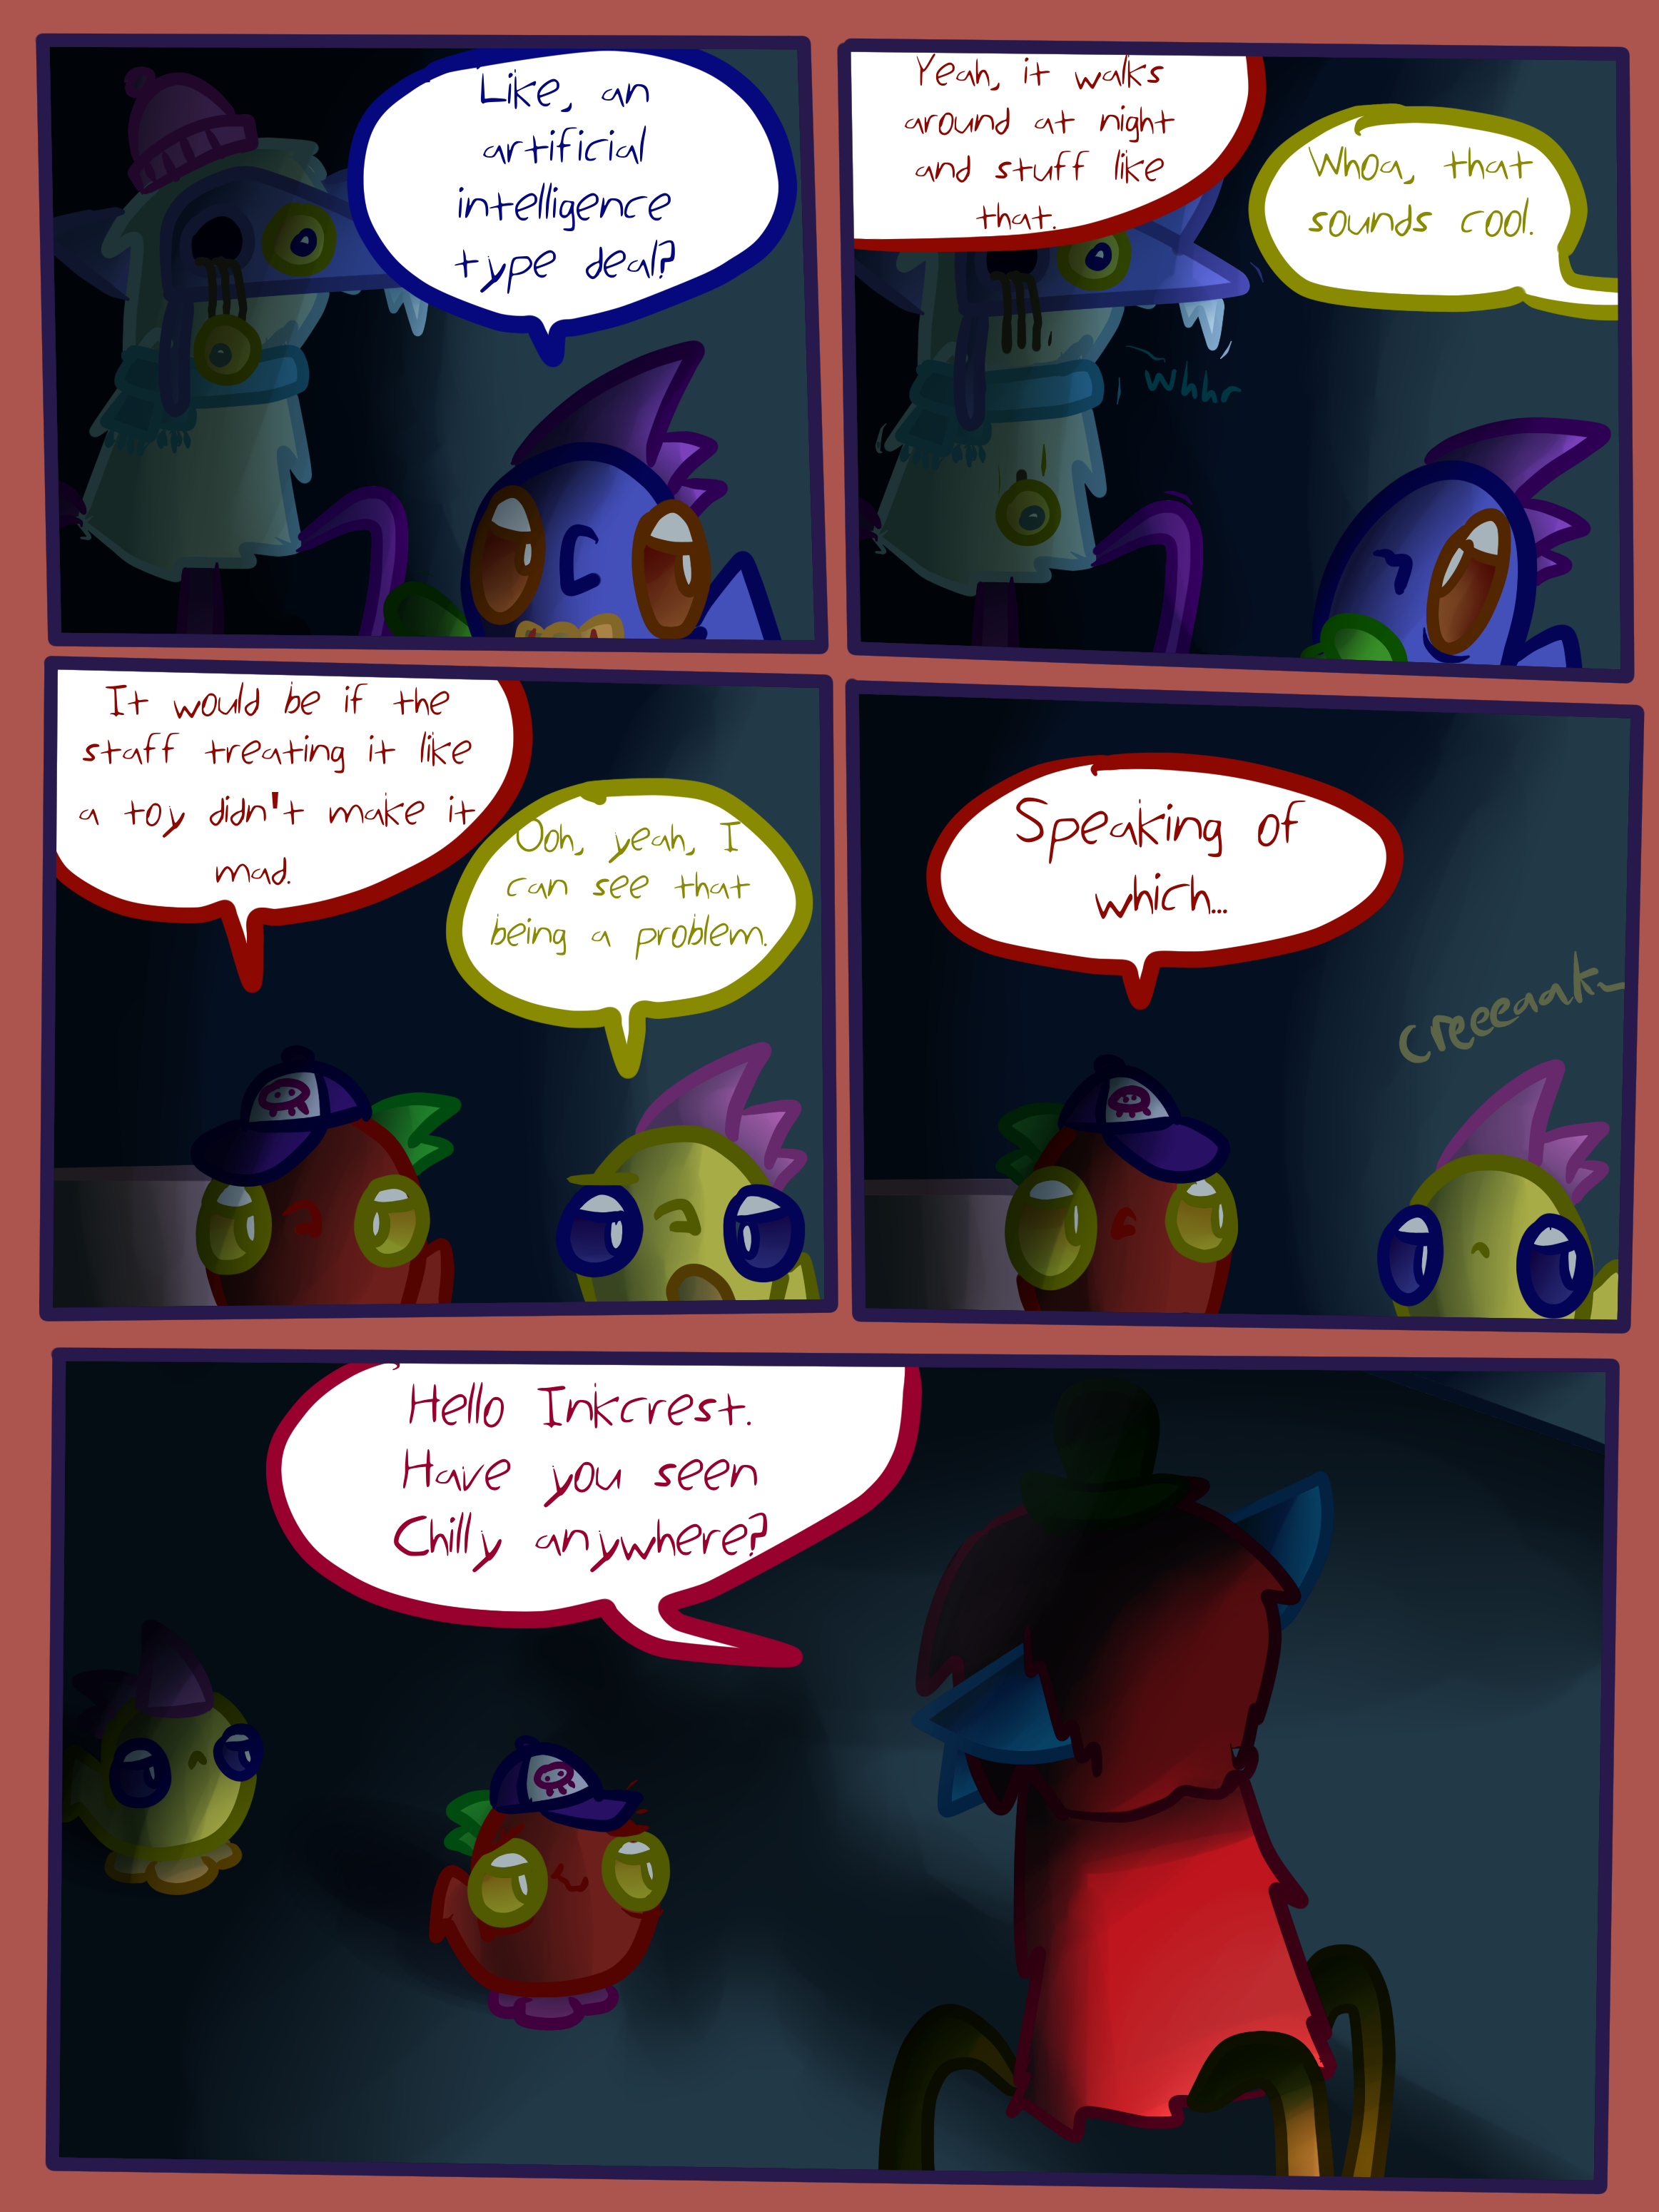 Like, an
artificial
intelligence
type deal?
Yeah, it walks
around at night
and stuff like
that.
Whoa, that
sounds cool.
whhr
It would be if the
staff treating it like
a toy didn't make it
mad.
Ooh, yeah, I
can see that
being a problem.
Speaking of
which...
creeeaak~
Hello Inkcrest.
Have you seen
Chilly anywhere?